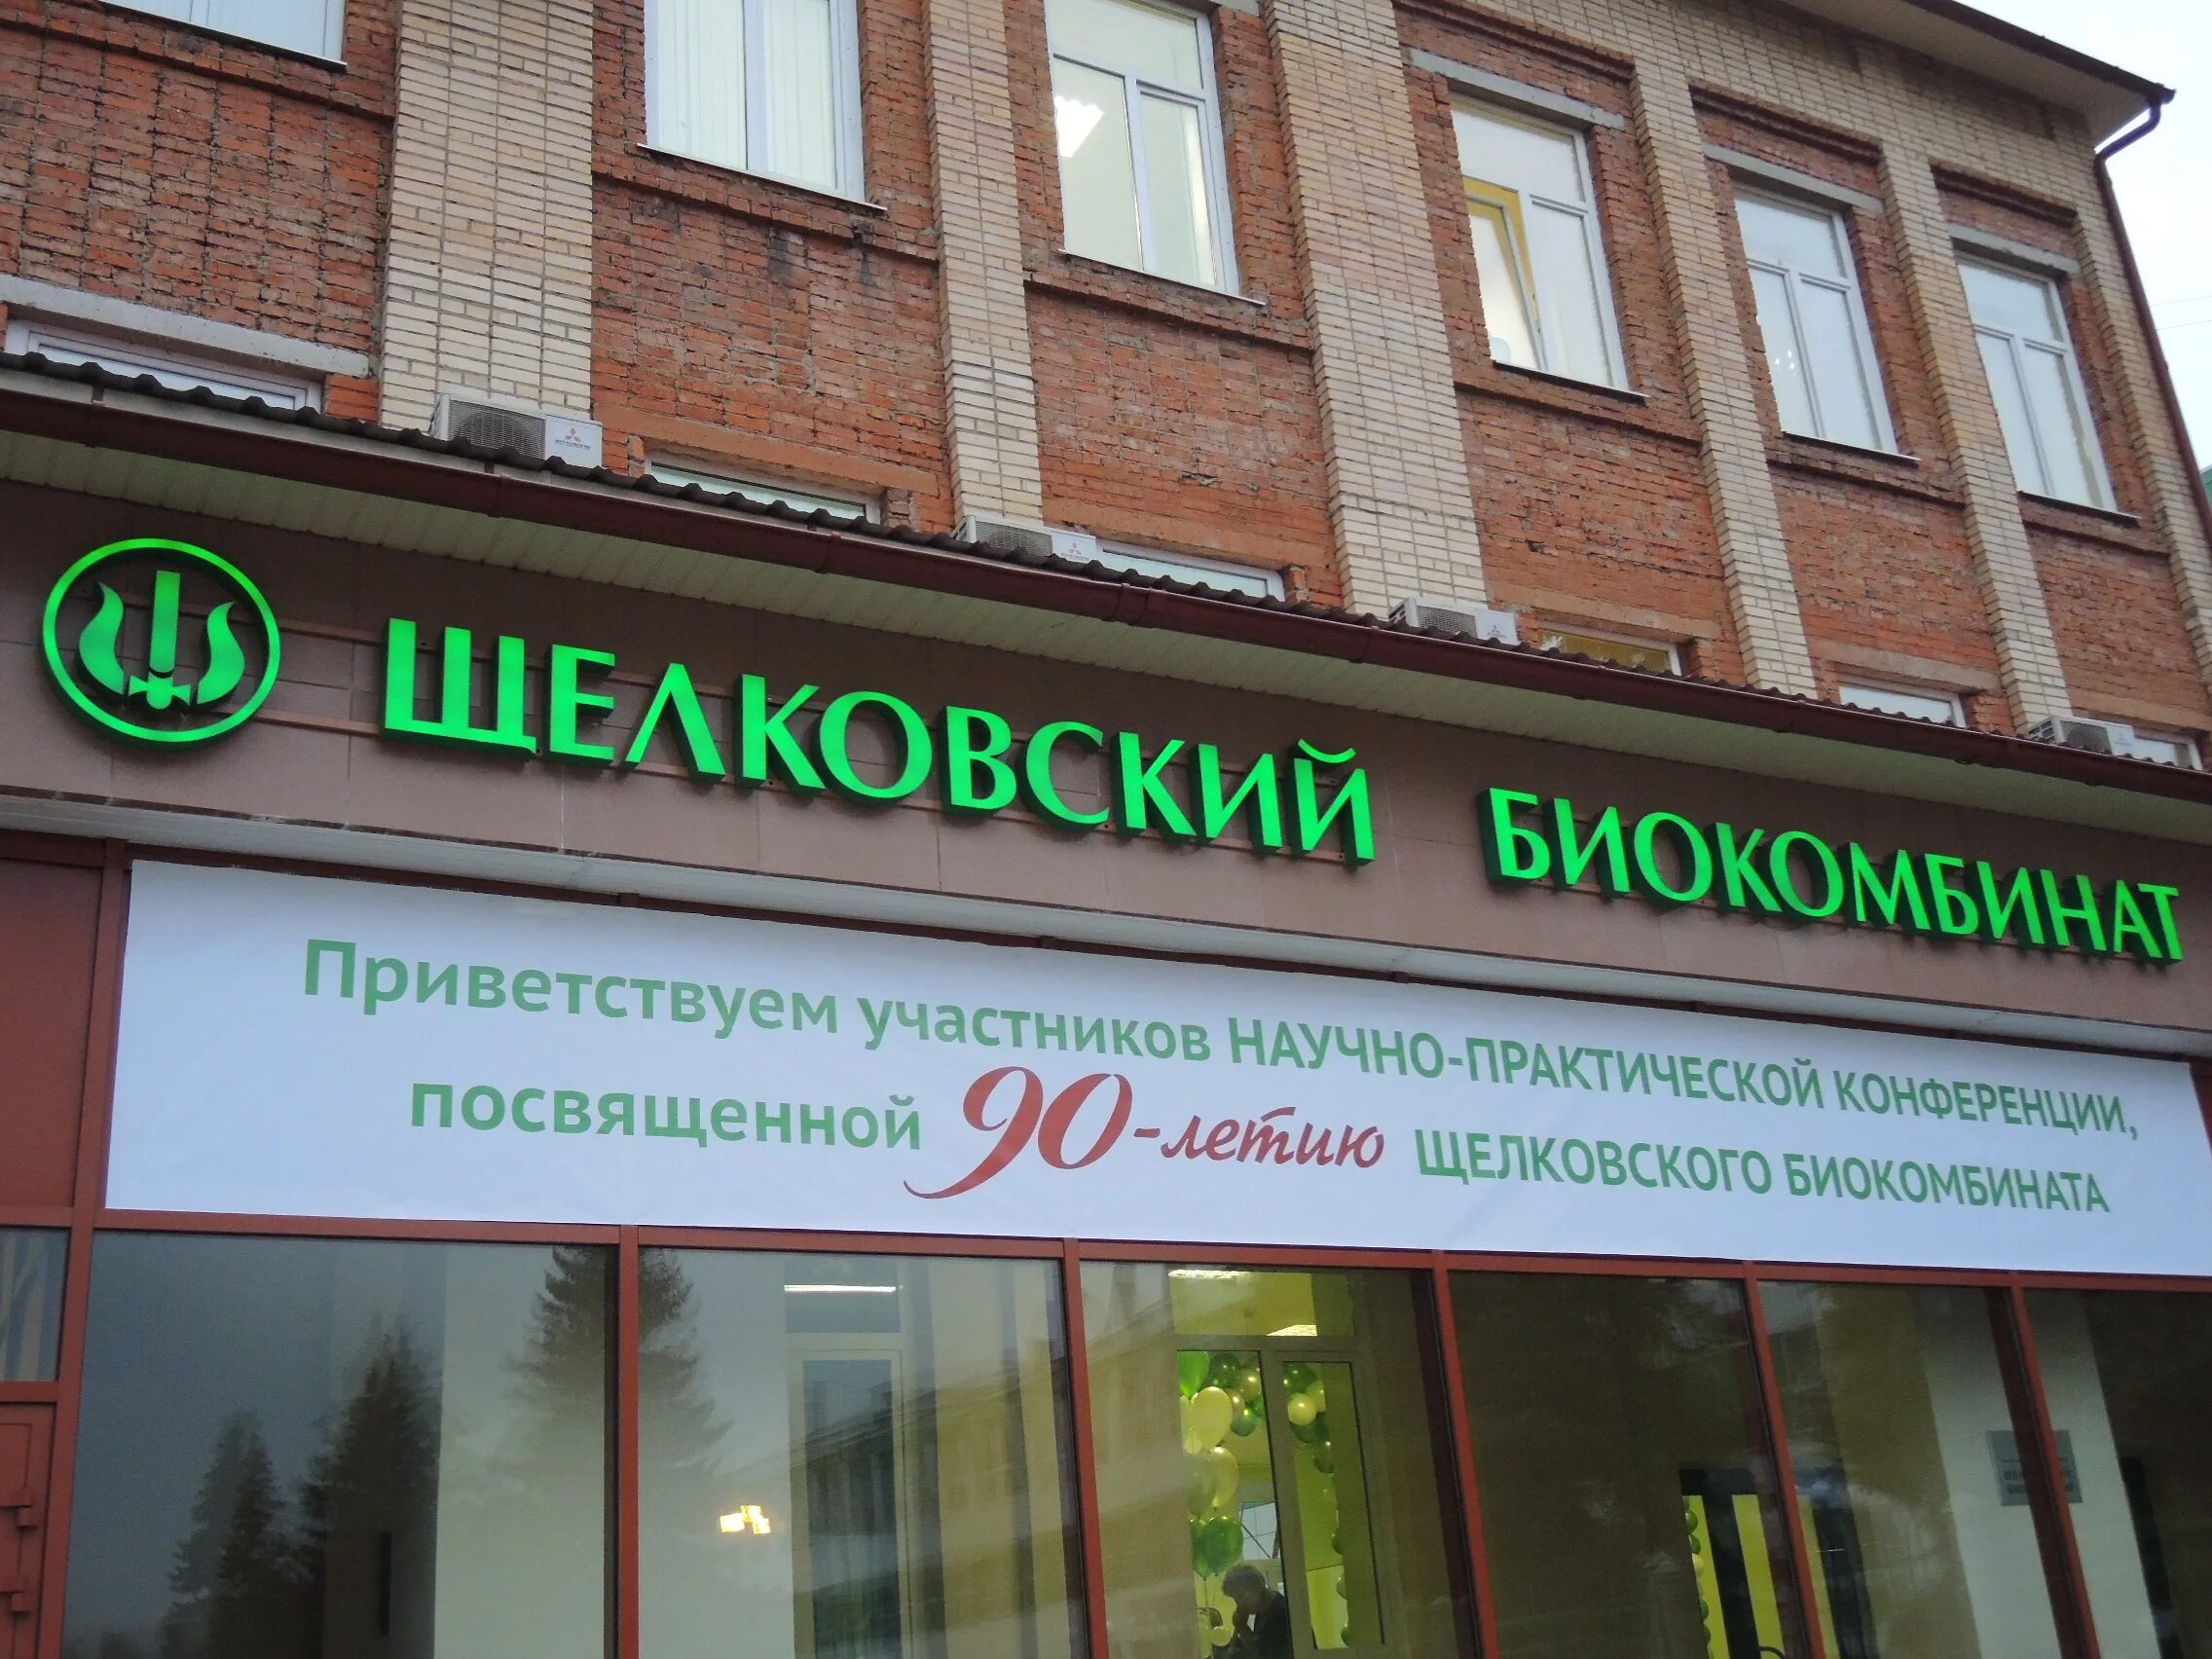 ЩЕЛКОВСКИЙ БИОКОМБИНАТ
Приветствуем участников НАУЧНО-ПРАКТИЧЕСКОЙ КОНФЕРЕНЦИИ,
посвященной 90-летию ЩЕЛКОВСКОГО БИОКОМБИНАТА